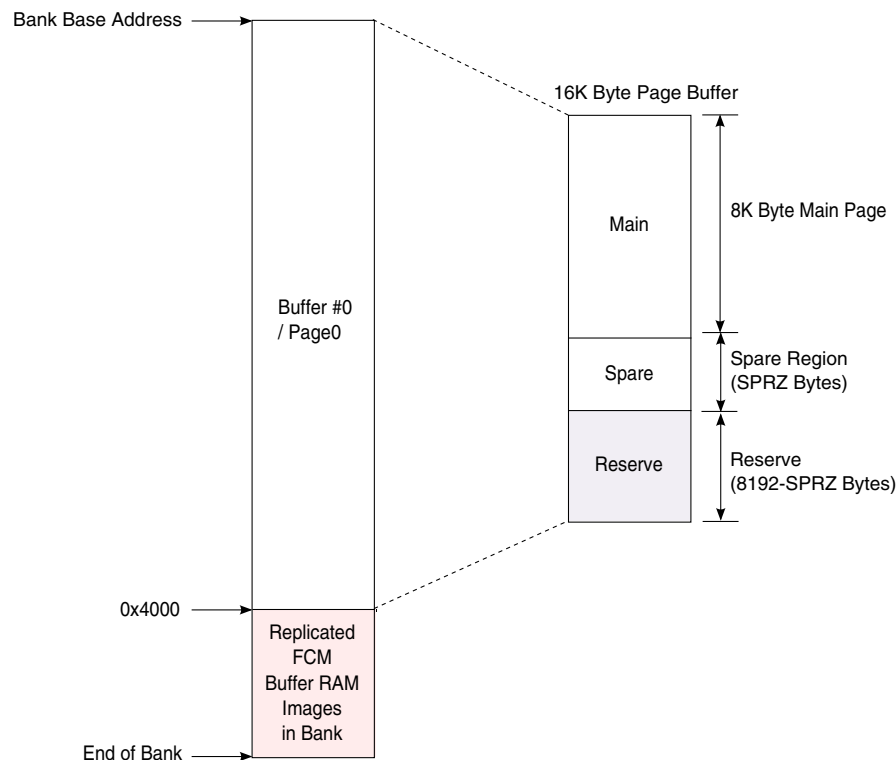 Bank Base Address
16K Byte Page Buffer
Main
8K Byte Main Page
Buffer #0
/ Page0
Spare
Spare Region
(SPRZ Bytes)
Reserve
Reserve
(8192-SPRZ Bytes)
0x4000
Replicated
FCM
Buffer RAM
Images
in Bank
End of Bank